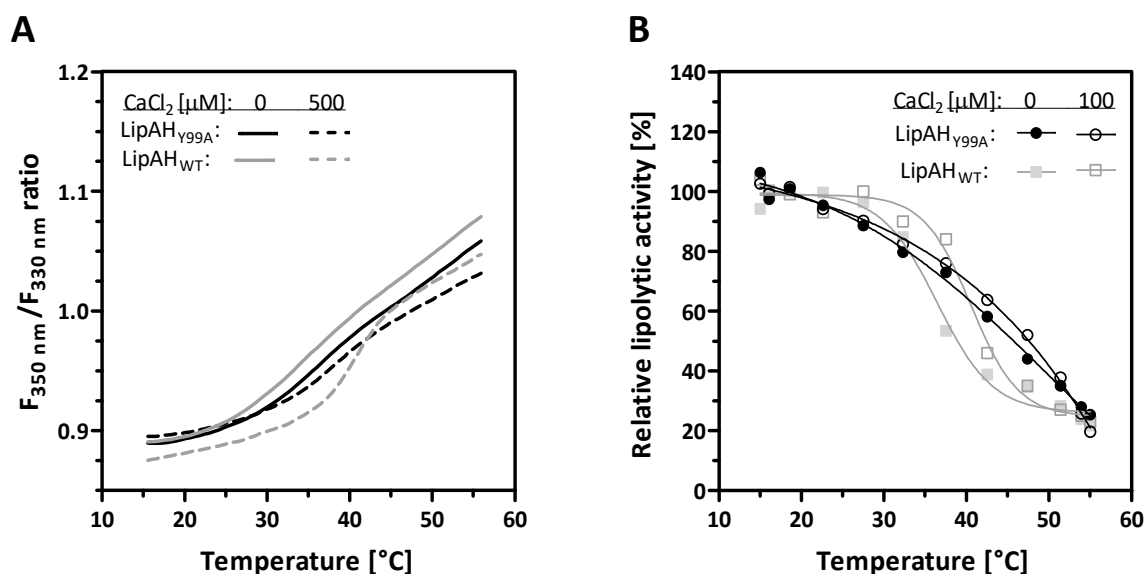 A
F350 nm/F330 nm ratio
1.2
1.1
1.0
0.9
CaCl2 [μM]: 0 500
LipAHY99A:
LipAHWT:
10 20 30 40 50 60
Temperature [°C]
B
Relative lipolytic activity [%]
140
120
100
80
60
40
20
0
CaCl2 [μM]: 0 100
LipAHY99A:
LipAHWT:
10 20 30 40 50 60
Temperature [°C]